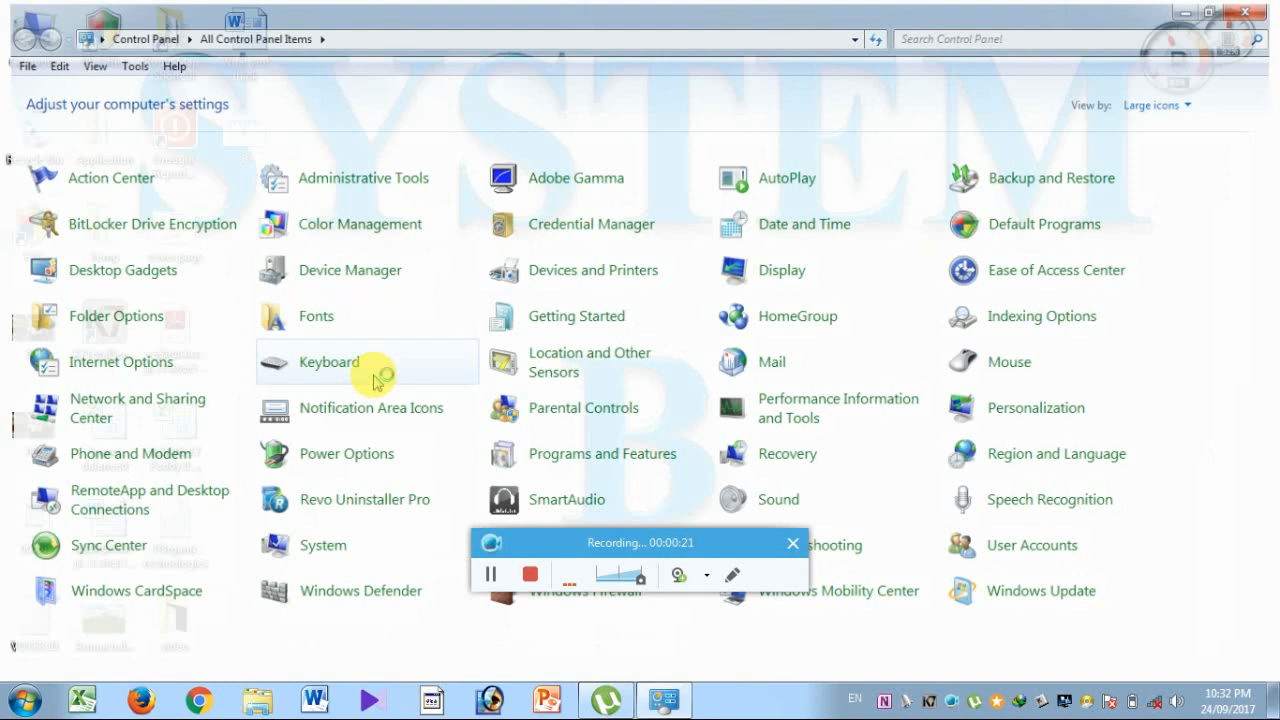 Control Panel ▸ All Control Panel Items ▸
Search Control Panel
File Edit View Tools Help
SYSTEM
Adjust your computer's settings
View by: Large icons
Action Center
Administrative Tools
Adobe Gamma
AutoPlay
Backup and Restore
BitLocker Drive Encryption
Color Management
Credential Manager
Date and Time
Default Programs
Desktop Gadgets
Device Manager
Devices and Printers
Display
Ease of Access Center
Folder Options
Fonts
Getting Started
HomeGroup
Indexing Options
Internet Options
Keyboard
Location and Other
Sensors
Mail
Mouse
B
Network and Sharing
Center
Notification Area Icons
Parental Controls
Performance Information
and Tools
Personalization
Phone and Modem
Power Options
Programs and Features
Recovery
Region and Language
RemoteApp and Desktop
Connections
Revo Uninstaller Pro
SmartAudio
Sound
Speech Recognition
Sync Center
System
Recording... 00:00:21
shooting
User Accounts
Windows CardSpace
Windows Defender
Windows Firewall
Windows Mobility Center
Windows Update
EN
10:32 PM
24/09/2017